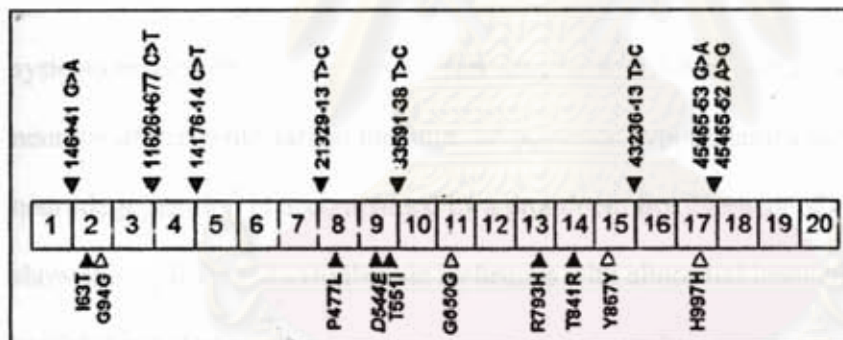 146+41 G>A
11626+677 C>T
14176-14 C>T
21329-13 T>C
33591-38 T>C
43236-13 T>C
45455-53 G>A
45455-52 A>G
1 2 3 4 5 6 7 8 9 10 11 12 13 14 15 16 17 18 19 20
I63T
G94G
P477L
D544E
T551I
G650G
R793H
T841R
Y857Y
H997H